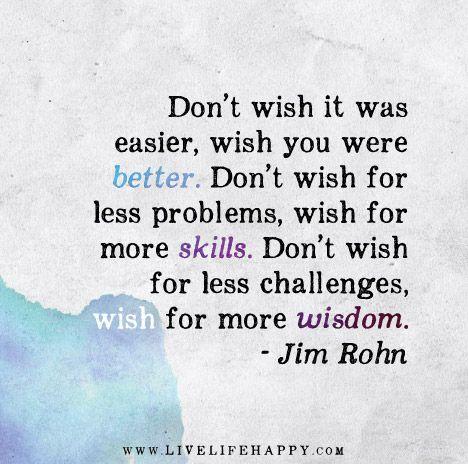 Don't wish it was
easier, wish you were
better. Don't wish for
less problems, wish for
more skills. Don't wish
for less challenges,
wish for more wisdom.
- Jim Rohn
WWW.LIVELIFEHAPPY.COM